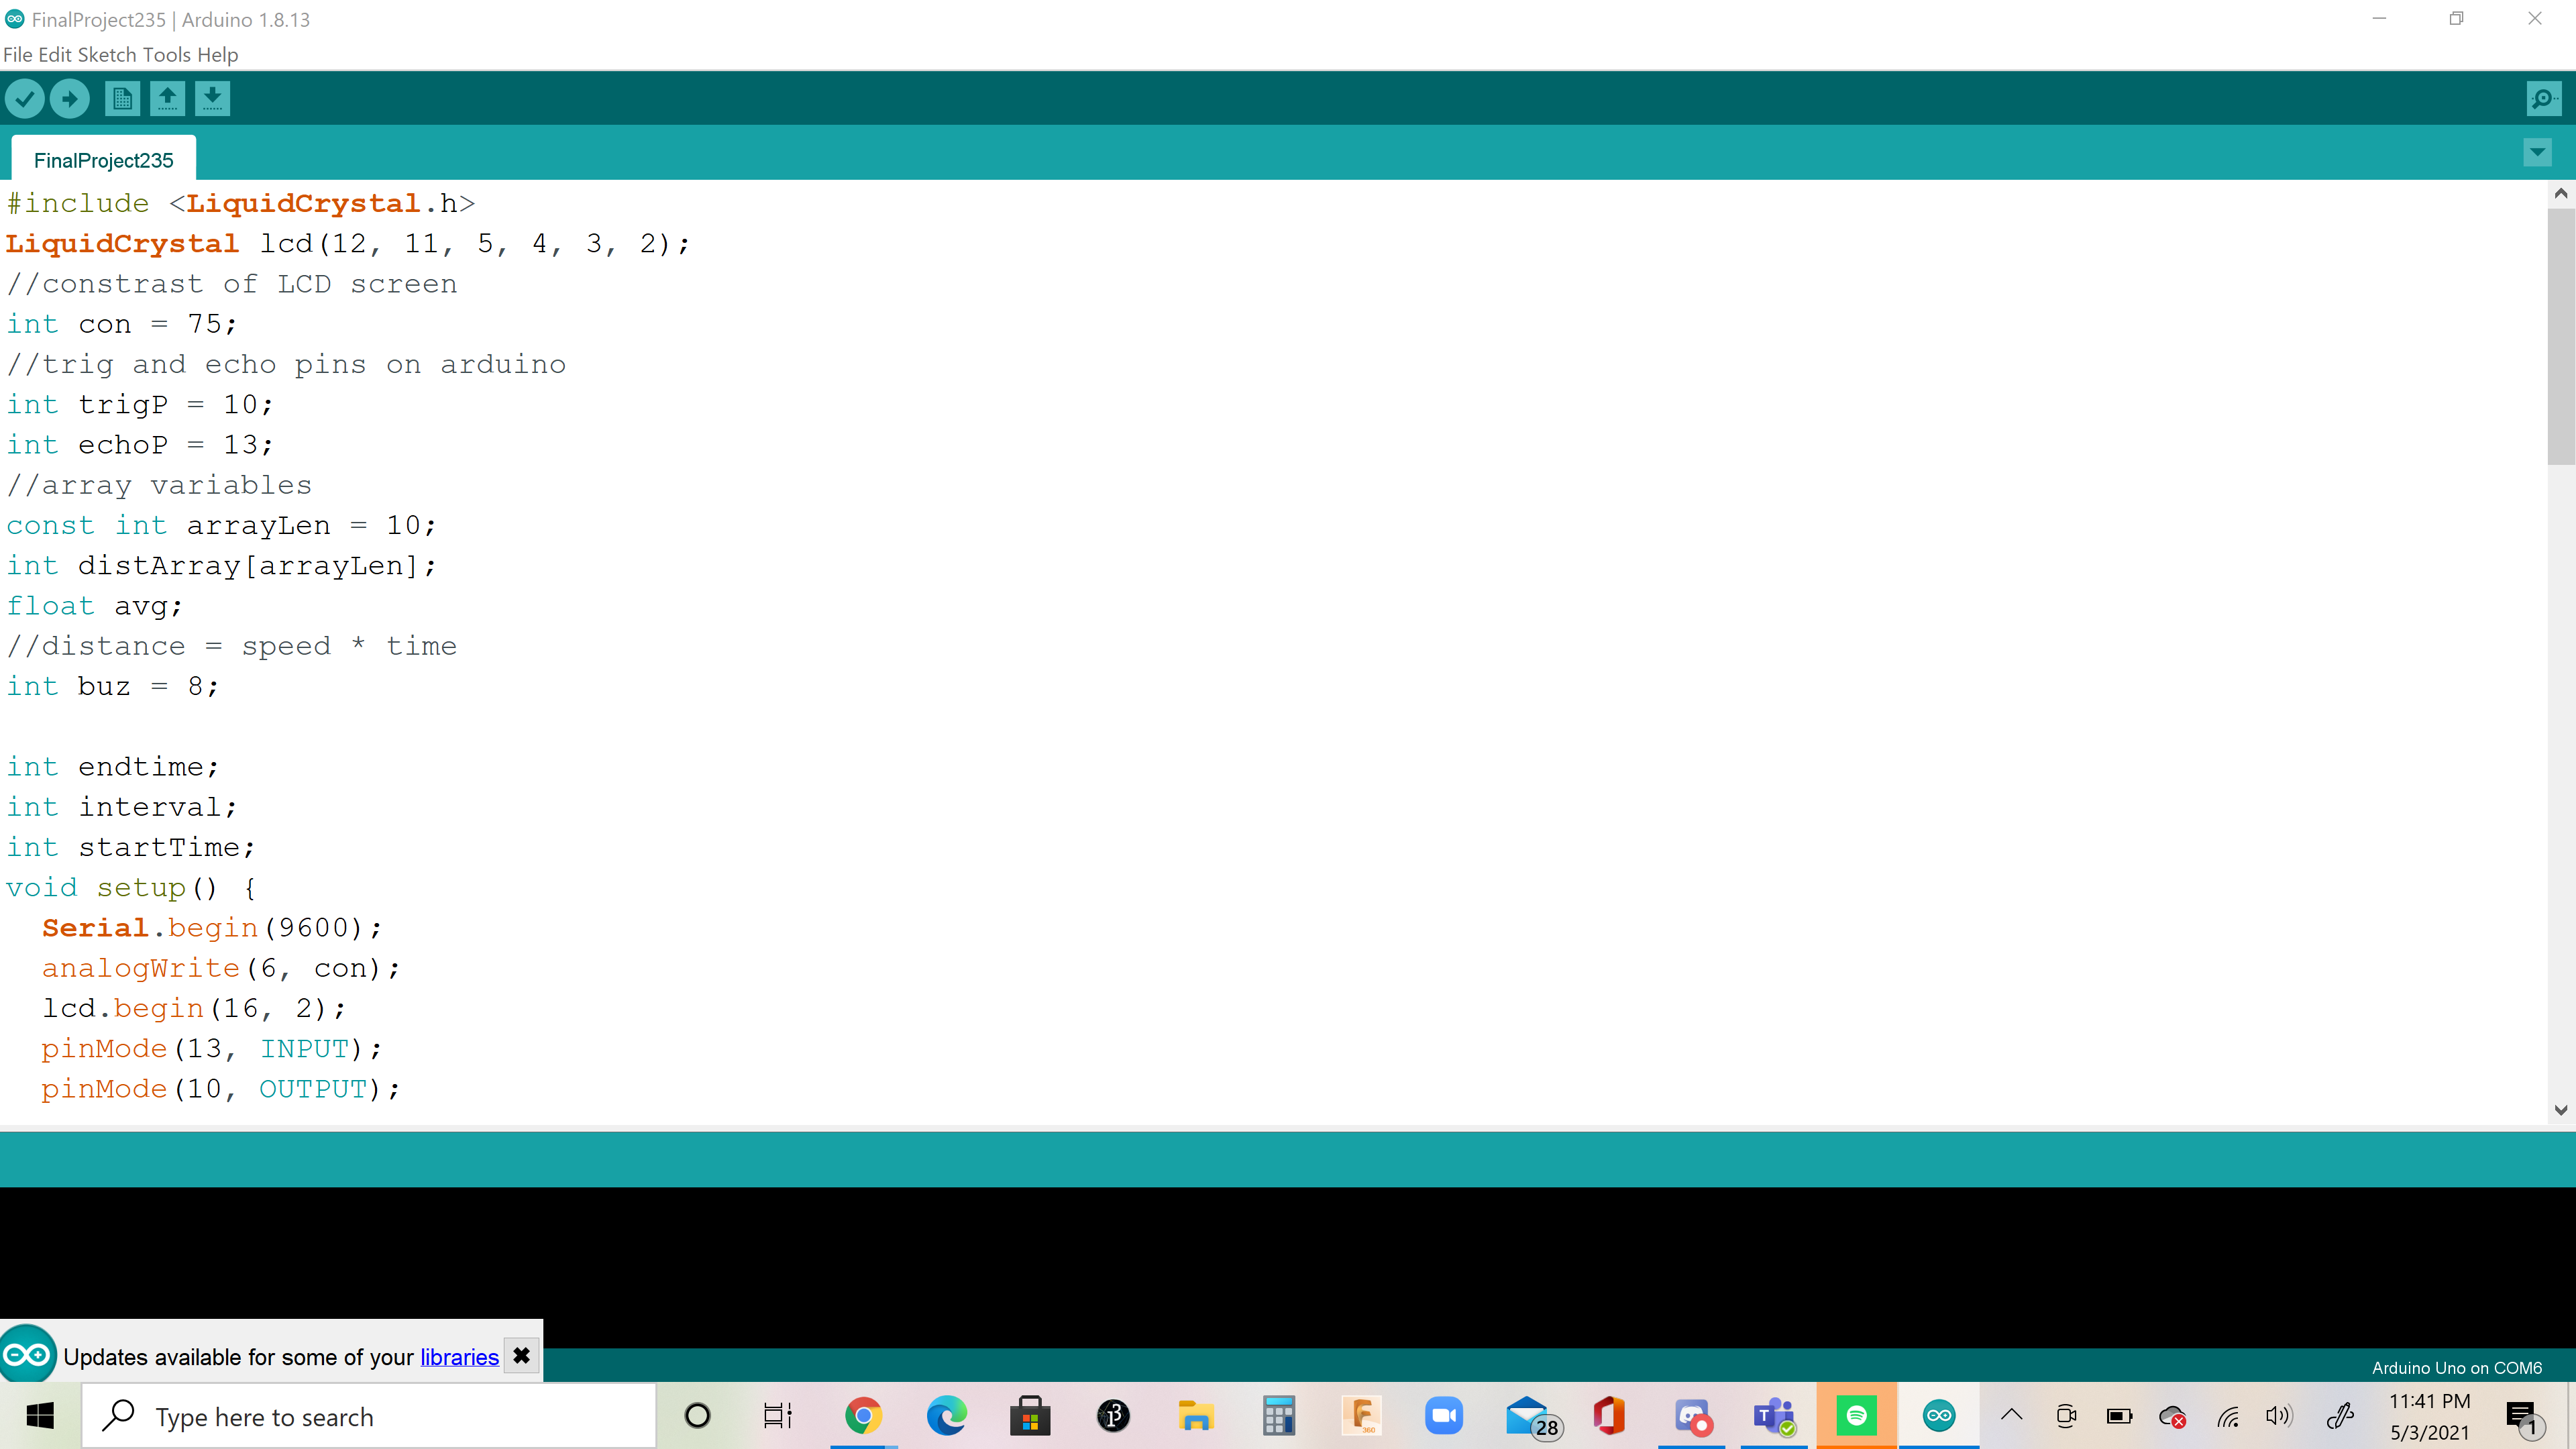 FinalProject235 | Arduino 1.8.13
File Edit Sketch Tools Help
FinalProject235
#include <LiquidCrystal.h>
LiquidCrystal lcd(12, 11, 5, 4, 3, 2);
//constrast of LCD screen
int con = 75;
//trig and echo pins on arduino
int trigP = 10;
int echoP = 13;
//array variables
const int arrayLen = 10;
int distArray[arrayLen];
float avg;
//distance = speed * time
int buz = 8;
int endtime;
int interval;
int startTime;
void setup() {
Serial.begin(9600);
analogWrite(6, con);
lcd.begin(16, 2);
pinMode(13, INPUT);
pinMode(10, OUTPUT);
Updates available for some of your libraries
Arduino Uno on COM6
Type here to search
28
11:41 PM
5/3/2021
1